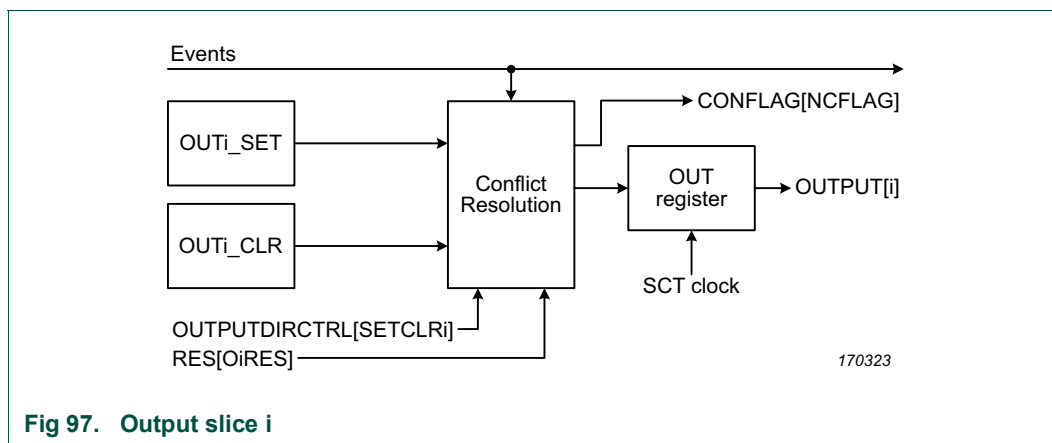 Events
OUTi_SET
OUTi_CLR
Conflict
Resolution
CONFLAG[NCFLAG]
OUT
register
OUTPUT[i]
SCT clock
OUTPUTDIRCTRL[SETCLRi]
RES[OiRES]
170323
Fig 97. Output slice i